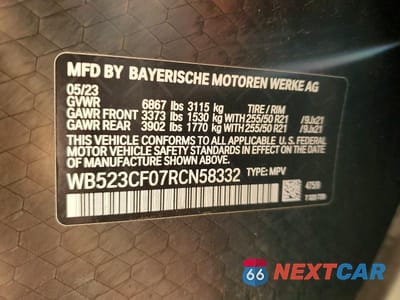 MFD BY BAYERISCHE MOTOREN WERKE AG
05/23
GVWR 6867 lbs 3115 kg TIRE / RIM
GAWR FRONT 3373 lbs 1530 kg WITH 255/50 R21 /9Jx21
GAWR REAR 3902 lbs 1770 kg WITH 255/50 R21 /9Jx21
THIS VEHICLE CONFORMS TO ALL APPLICABLE U.S. FEDERAL
MOTOR VEHICLE SAFETY STANDARDS IN EFFECT ON THE
DATE OF MANUFACTURE SHOWN ABOVE.
WB523CF07RCN58332 TYPE: MPV
66 NEXTCAR